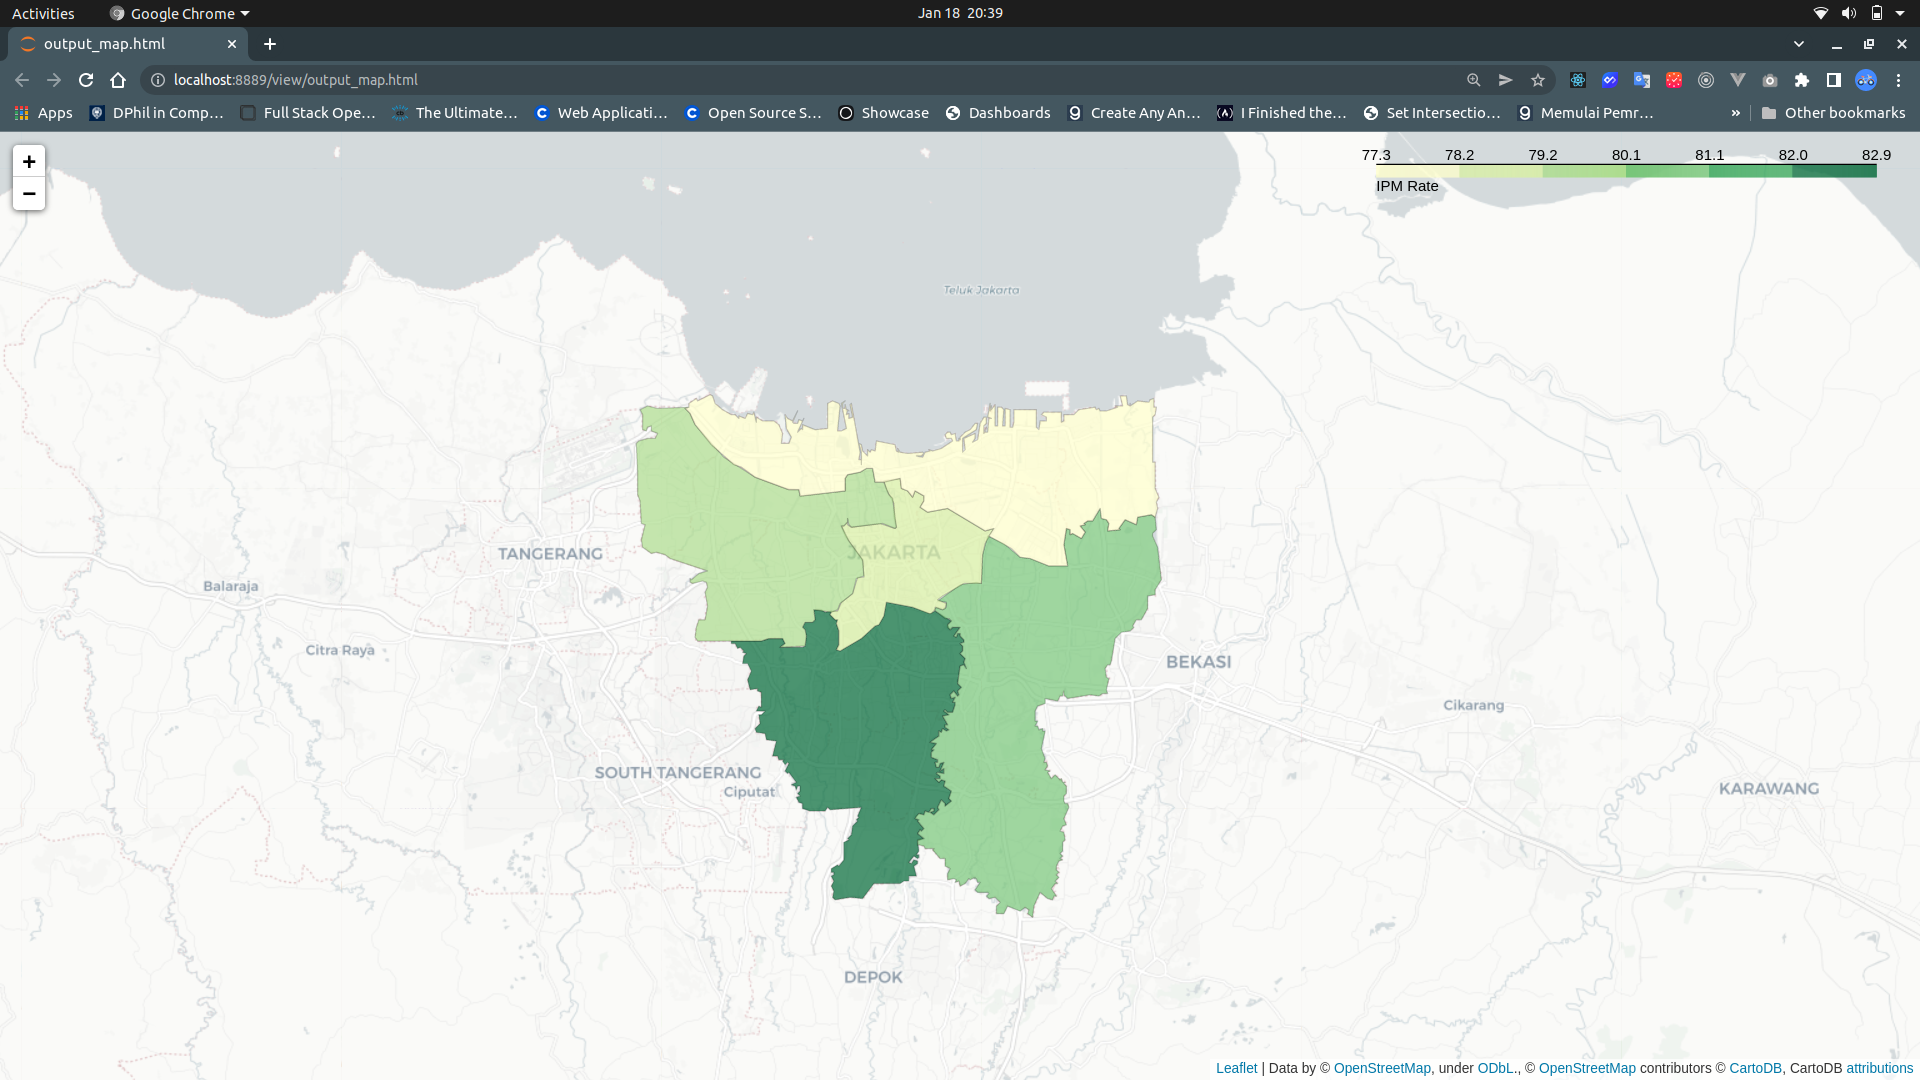 Activities Google Chrome Jan 18 20:39
output_map.html
localhost:8889/view/output_map.html
Apps DPhil in Comp… Full Stack Ope… The Ultimate… Web Applicati… Open Source S… Showcase Dashboards Create Any An… I Finished the… Set Intersectio… Memulai Pemr… » Other bookmarks
+
−
77.3 78.2 79.2 80.1 81.1 82.0 82.9
IPM Rate
Teluk Jakarta
JAKARTA
TANGERANG
Balaraja
Citra Raya
BEKASI
Cikarang
SOUTH TANGERANG
Ciputat
KARAWANG
DEPOK
Leaflet | Data by © OpenStreetMap, under ODbL., © OpenStreetMap contributors © CartoDB, CartoDB attributions